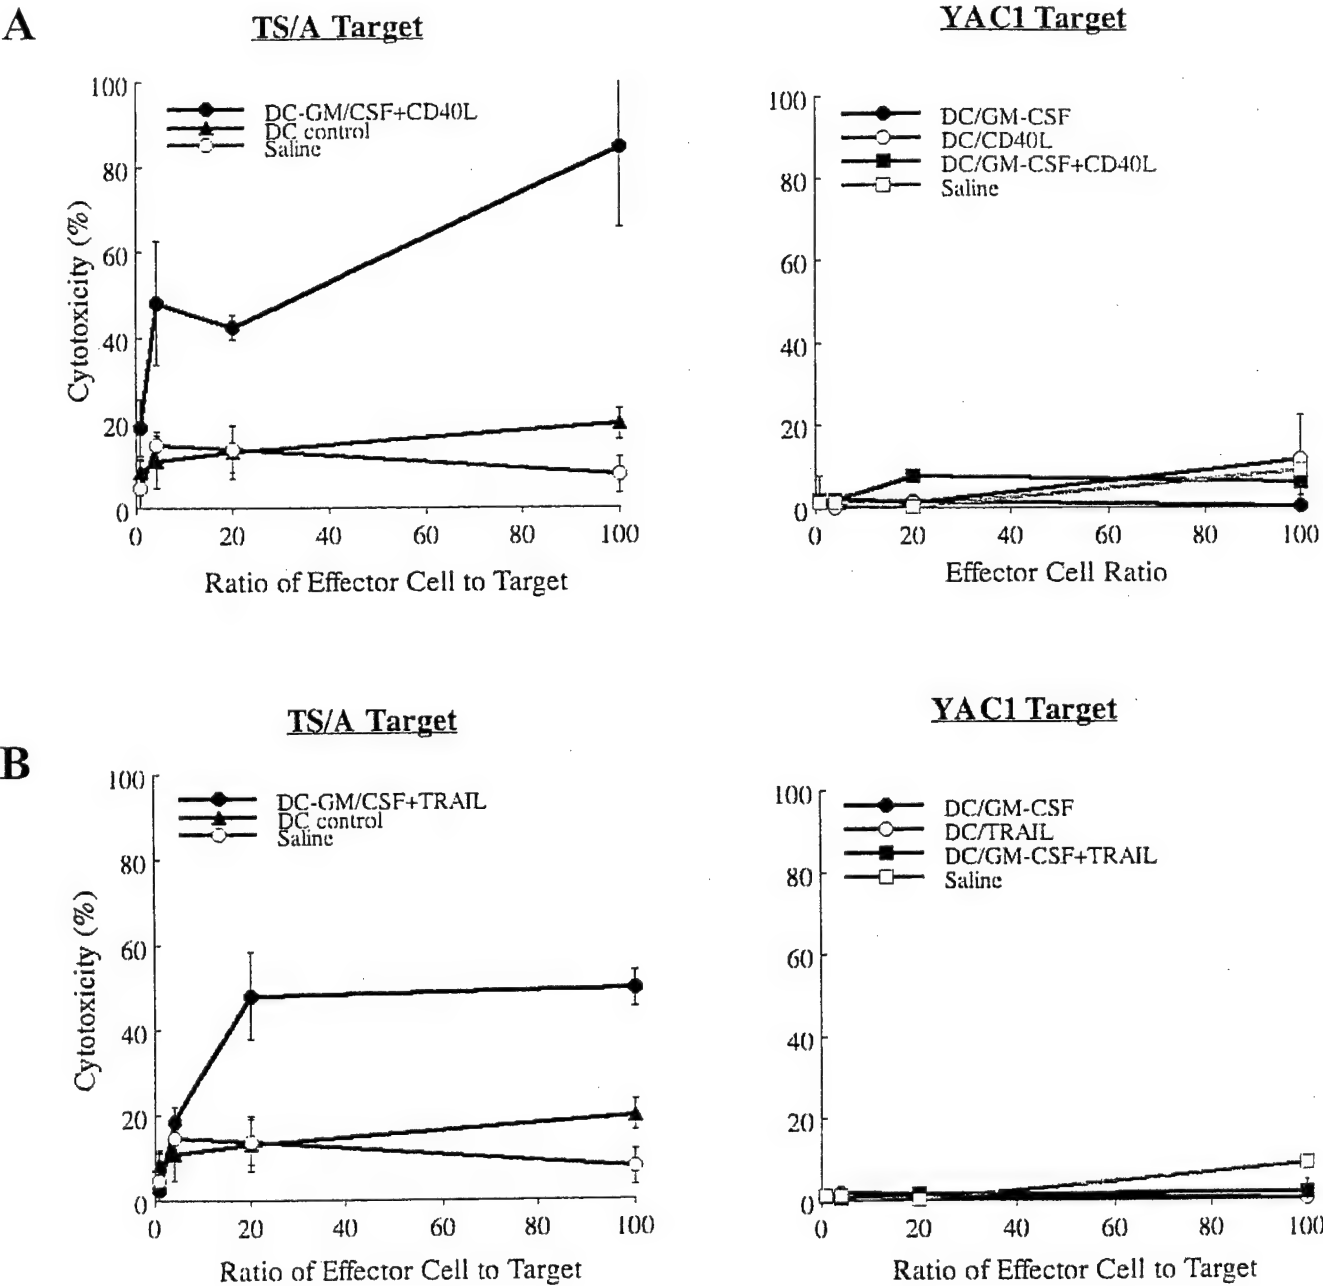 A
TS/A Target
YAC1 Target
100
80
60
40
20
0
Cytotoxicity (%)
DC-GM/CSF+CD40L
DC control
Saline
0 20 40 60 80 100
Ratio of Effector Cell to Target
100
80
60
40
20
0
DC/GM-CSF
DC/CD40L
DC/GM-CSF+CD40L
Saline
0 20 40 60 80 100
Effector Cell Ratio
B
TS/A Target
YAC1 Target
100
80
60
40
20
0
Cytotoxicity (%)
DC-GM/CSF+TRAIL
DC control
Saline
0 20 40 60 80 100
Ratio of Effector Cell to Target
100
80
60
40
20
0
DC/GM-CSF
DC/TRAIL
DC/GM-CSF+TRAIL
Saline
0 20 40 60 80 100
Ratio of Effector Cell to Target